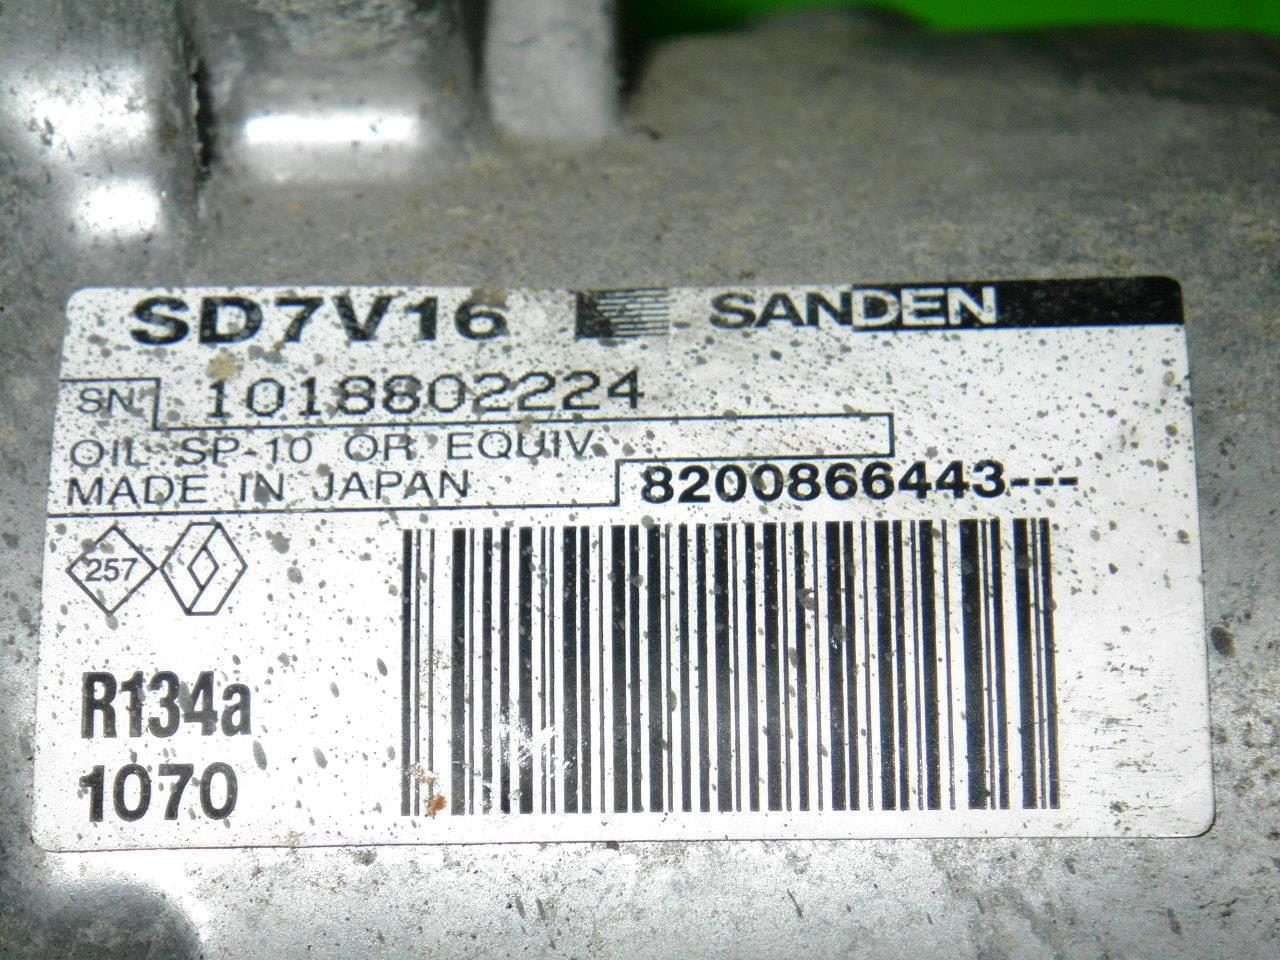 SD7V16 SANDEN
SN 1018802224
OIL SP-10 OR EQUIV.
MADE IN JAPAN 8200866443---
257
R134a
1070